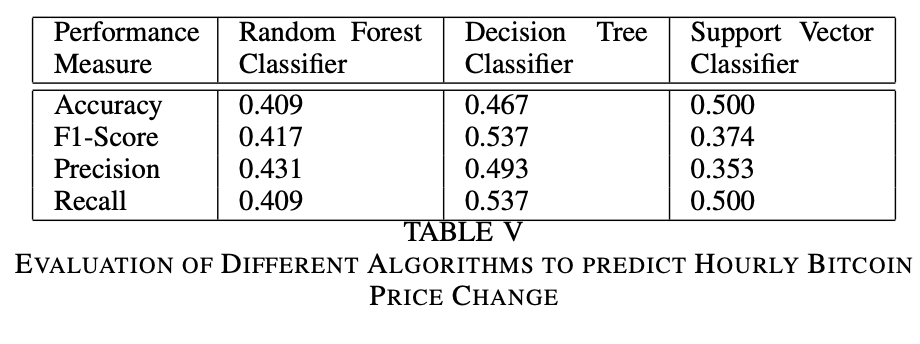 Performance Measure | Random Forest Classifier | Decision Tree Classifier | Support Vector Classifier
Accuracy | 0.409 | 0.467 | 0.500
F1-Score | 0.417 | 0.537 | 0.374
Precision | 0.431 | 0.493 | 0.353
Recall | 0.409 | 0.537 | 0.500
TABLE V
EVALUATION OF DIFFERENT ALGORITHMS TO PREDICT HOURLY BITCOIN
PRICE CHANGE